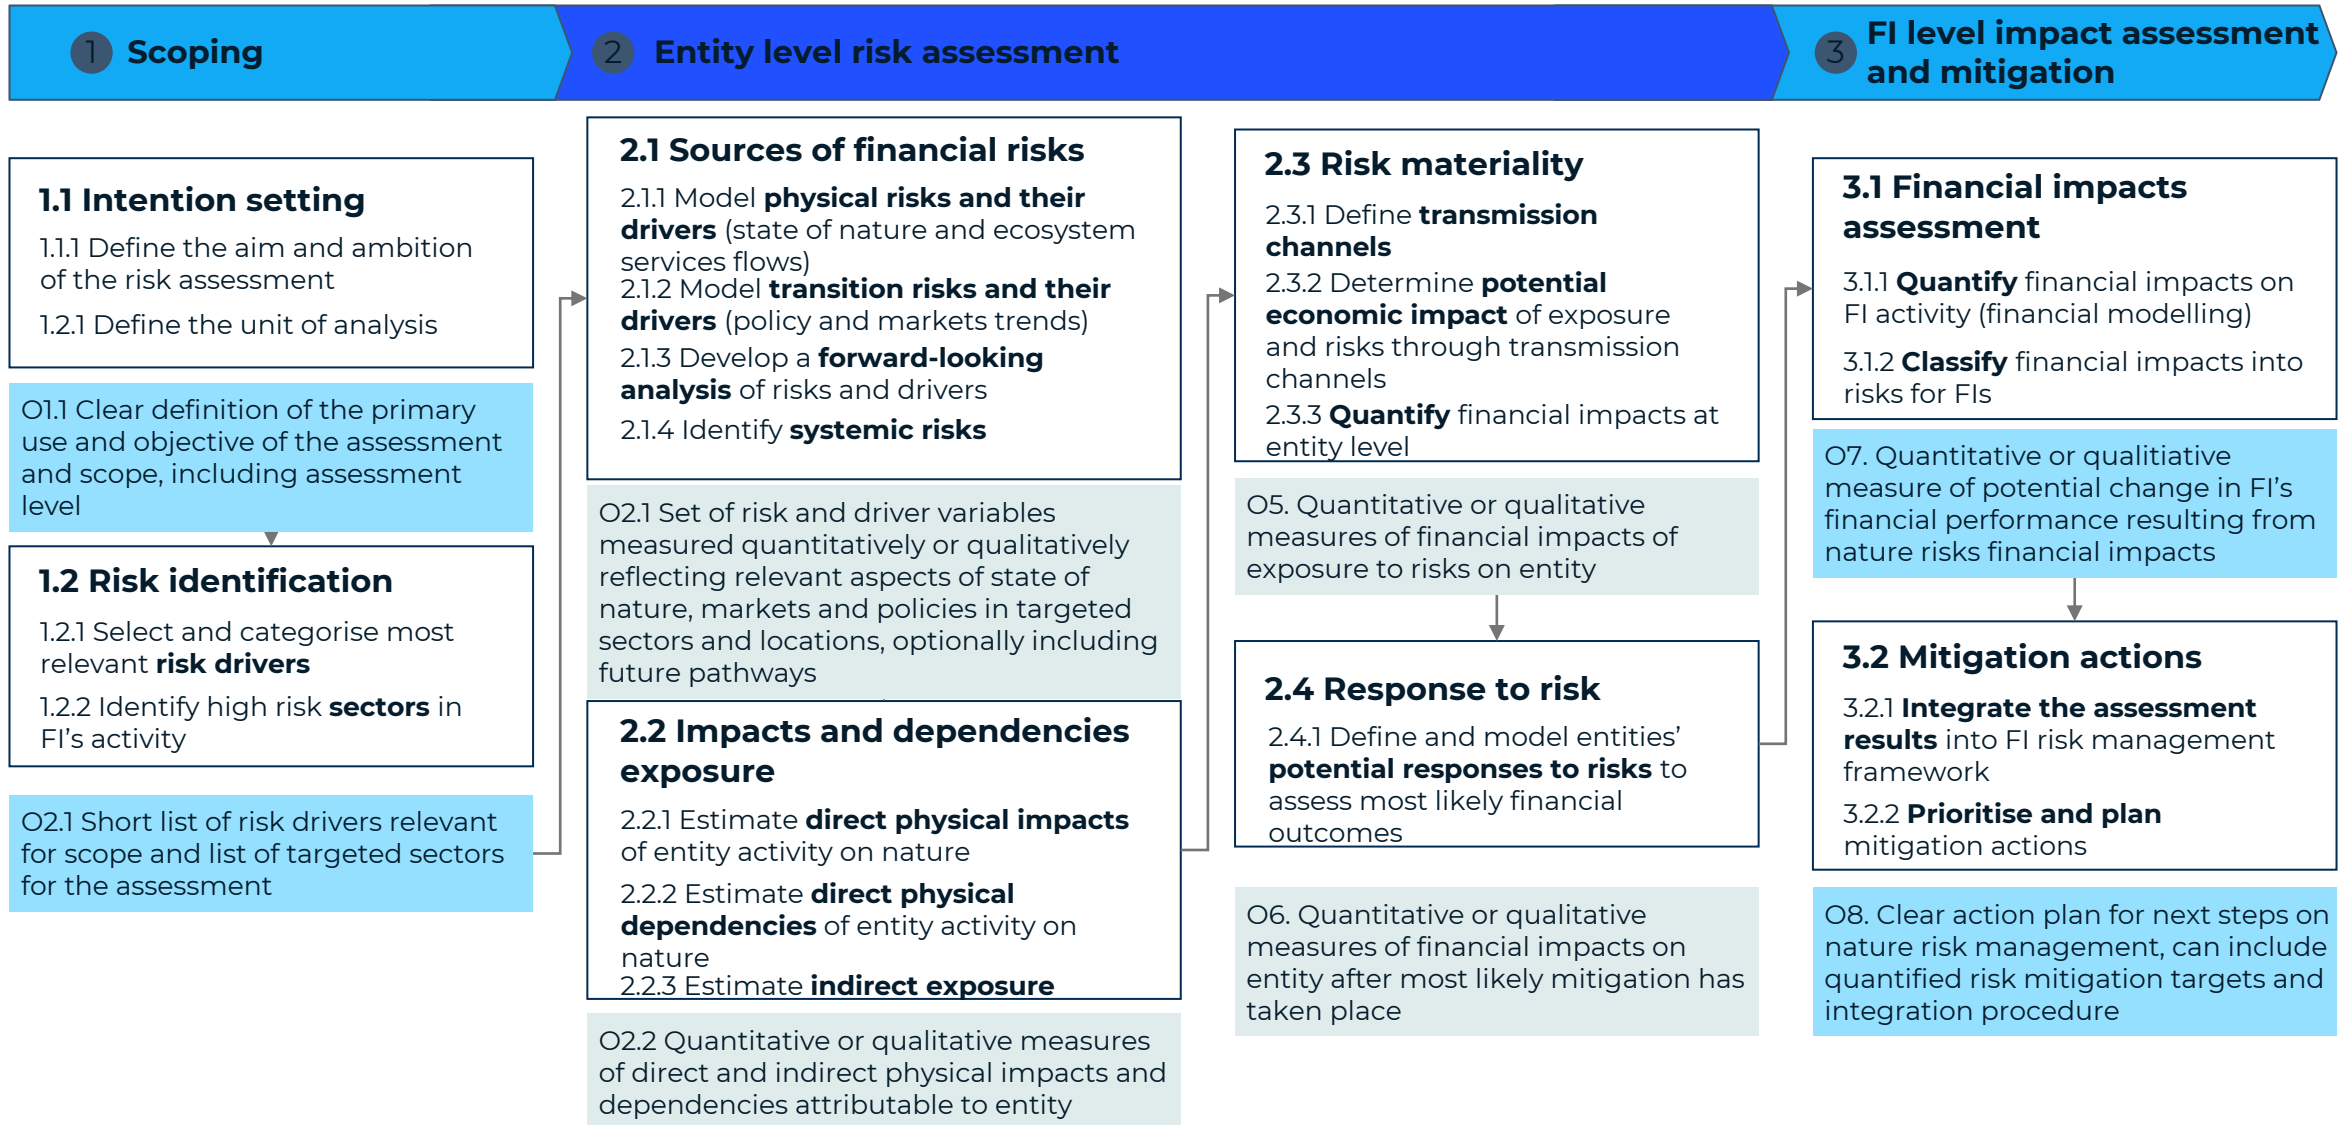 1 Scoping
2 Entity level risk assessment
3 FI level impact assessment
and mitigation
1.1 Intention setting
1.1.1 Define the aim and ambition
of the risk assessment
1.2.1 Define the unit of analysis
O1.1 Clear definition of the primary
use and objective of the assessment
and scope, including assessment
level
1.2 Risk identification
1.2.1 Select and categorise most
relevant risk drivers
1.2.2 Identify high risk sectors in
FI's activity
O2.1 Short list of risk drivers relevant
for scope and list of targeted sectors
for the assessment
2.1 Sources of financial risks
2.1.1 Model physical risks and their
drivers (state of nature and ecosystem
services flows)
2.1.2 Model transition risks and their
drivers (policy and markets trends)
2.1.3 Develop a forward-looking
analysis of risks and drivers
2.1.4 Identify systemic risks
O2.1 Set of risk and driver variables
measured quantitatively or qualitatively
reflecting relevant aspects of state of
nature, markets and policies in targeted
sectors and locations, optionally including
future pathways
2.2 Impacts and dependencies
exposure
2.2.1 Estimate direct physical impacts
of entity activity on nature
2.2.2 Estimate direct physical
dependencies of entity activity on
nature
2.2.3 Estimate indirect exposure
O2.2 Quantitative or qualitative measures
of direct and indirect physical impacts and
dependencies attributable to entity
2.3 Risk materiality
2.3.1 Define transmission
channels
2.3.2 Determine potential
economic impact of exposure
and risks through transmission
channels
2.3.3 Quantify financial impacts at
entity level
O5. Quantitative or qualitative
measures of financial impacts of
exposure to risks on entity
2.4 Response to risk
2.4.1 Define and model entities'
potential responses to risks to
assess most likely financial
outcomes
O6. Quantitative or qualitative
measures of financial impacts on
entity after most likely mitigation has
taken place
3.1 Financial impacts
assessment
3.1.1 Quantify financial impacts on
FI activity (financial modelling)
3.1.2 Classify financial impacts into
risks for FIs
O7. Quantitative or qualitiative
measure of potential change in FI's
financial performance resulting from
nature risks financial impacts
3.2 Mitigation actions
3.2.1 Integrate the assessment
results into FI risk management
framework
3.2.2 Prioritise and plan
mitigation actions
O8. Clear action plan for next steps on
nature risk management, can include
quantified risk mitigation targets and
integration procedure